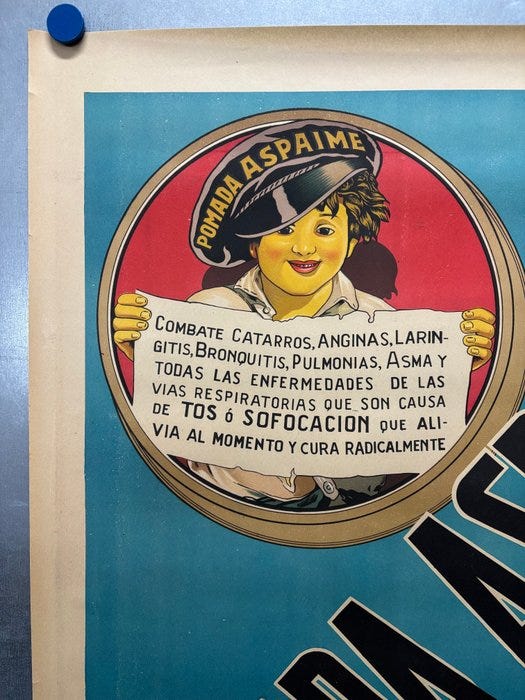 POMADA ASPAIME
COMBATE CATARROS, ANGINAS, LARIN-
GITIS, BRONQUITIS, PULMONIAS, ASMA Y
TODAS LAS ENFERMEDADES DE LAS
VIAS RESPIRATORIAS QUE SON CAUSA
DE TOS ó SOFOCACION QUE ALI-
VIA AL MOMENTO Y CURA RADICALMENTE